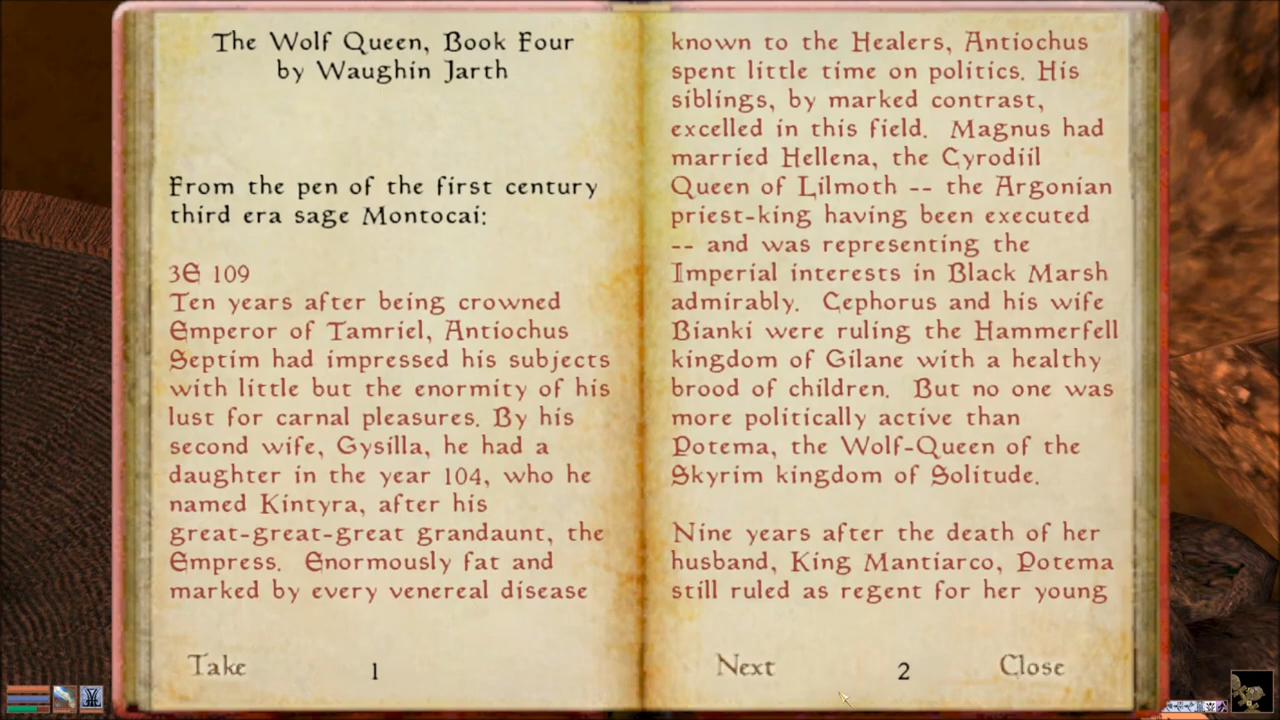 The Wolf Queen, Book Four
by Waughin Jarth
From the pen of the first century
third era sage Montocai:
3E 109
Ten years after being crowned
Emperor of Tamriel, Antiochus
Septim had impressed his subjects
with little but the enormity of his
lust for carnal pleasures. By his
second wife, Gysilla, he had a
daughter in the year 104, who he
named Kintyra, after his
great-great-great grandaunt, the
Empress. Enormously fat and
marked by every venereal disease
known to the Healers, Antiochus
spent little time on politics. His
siblings, by marked contrast,
excelled in this field. Magnus had
married Hellena, the Cyrodiil
Queen of Lilmoth -- the Argonian
priest-king having been executed
-- and was representing the
Imperial interests in Black Marsh
admirably. Cephorus and his wife
Bianki were ruling the Hammerfell
kingdom of Gilane with a healthy
brood of children. But no one was
more politically active than
Potema, the Wolf-Queen of the
Skyrim kingdom of Solitude.
Nine years after the death of her
husband, King Mantiarco, Potema
still ruled as regent for her young
Take 1 Next 2 Close